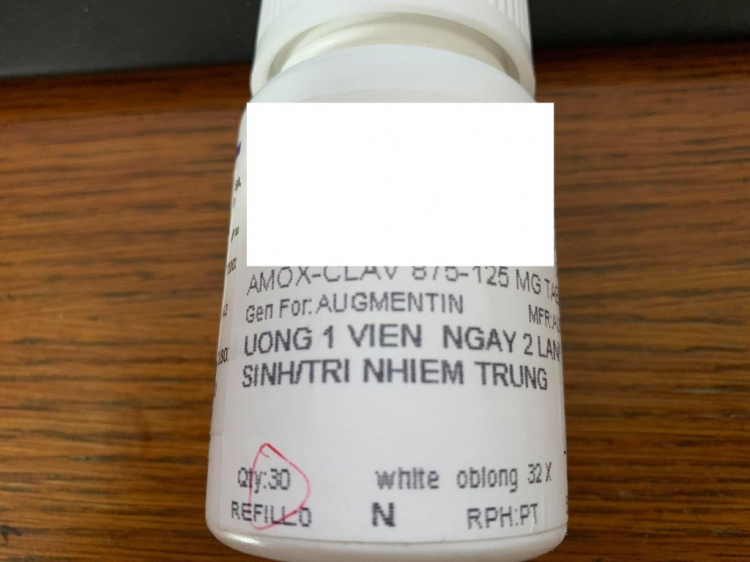 AMOX-CLAV 875-125 MG
Gen For: AUGMENTIN
UONG 1 VIEN NGAY 2 LAN
SINH/TRI NHIEM TRUNG
Qty:30
white oblong 32 X
REFILL:0
N
RPH:PT